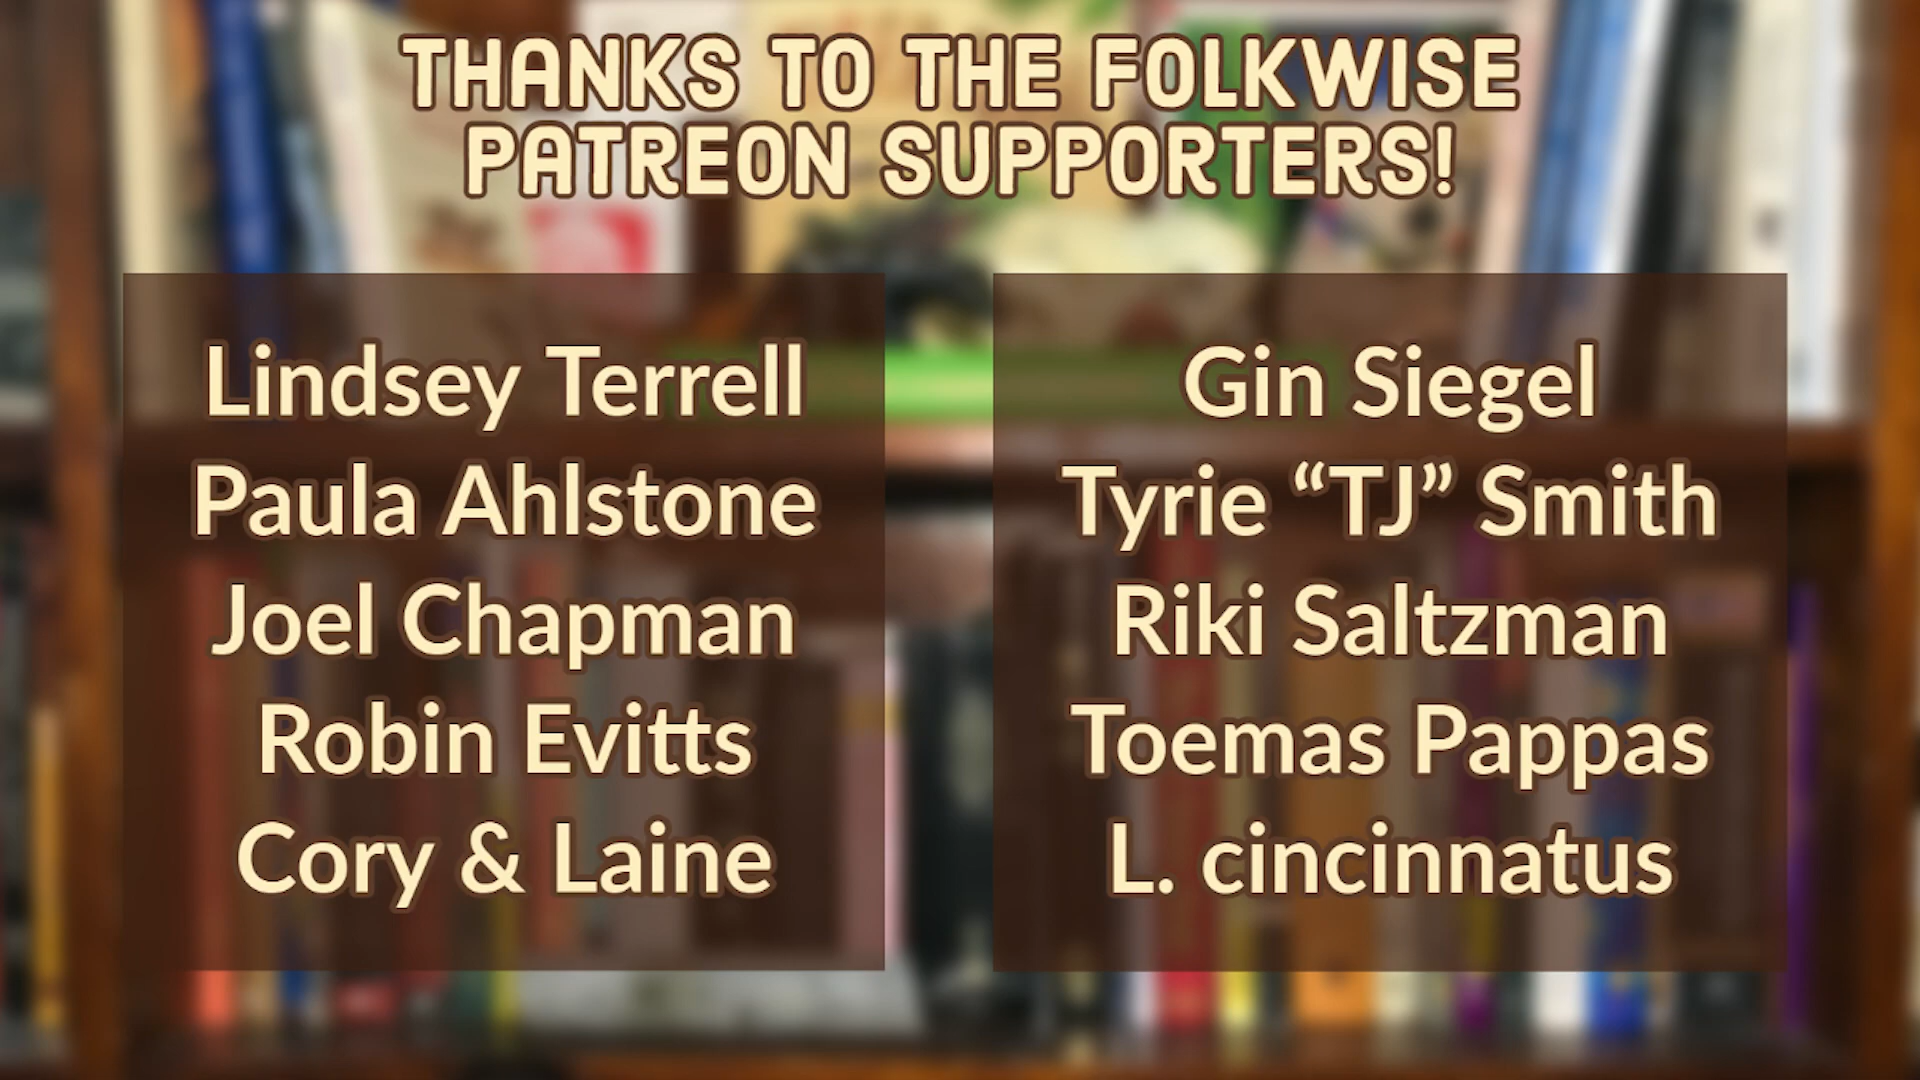 THANKS TO THE FOLKWISE
PATREON SUPPORTERS!
Lindsey Terrell
Paula Ahlstone
Joel Chapman
Robin Evitts
Cory & Laine
Gin Siegel
Tyrie “TJ” Smith
Riki Saltzman
Toemas Pappas
L. cincinnatus